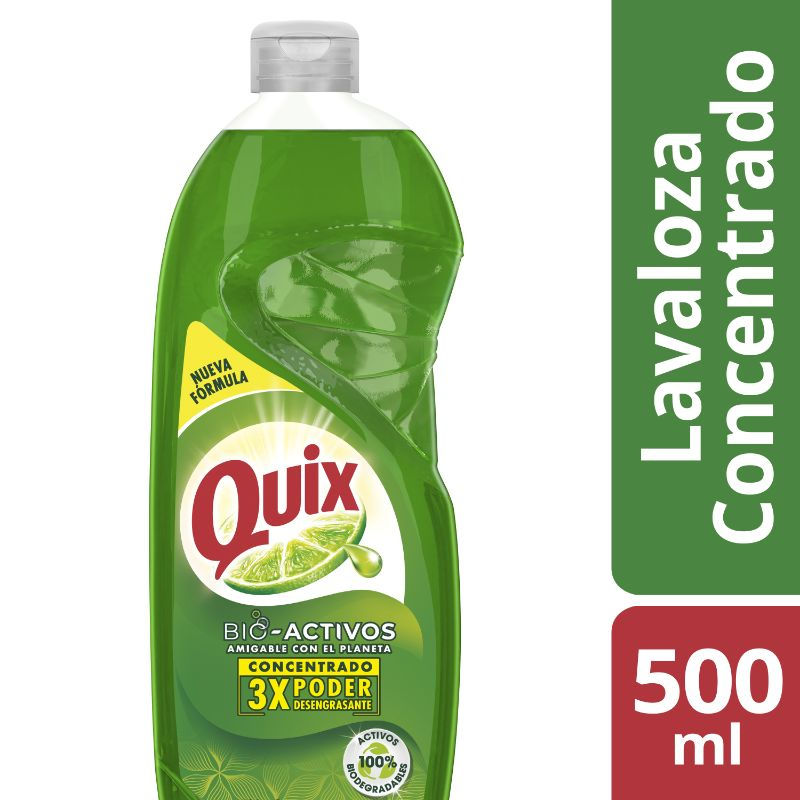 NUEVA
FÓRMULA
QUIX
BIO-ACTIVOS
AMIGABLE CON EL PLANETA
CONCENTRADO
3X PODER
DESENGRASANTE
ACTIVOS
100%
BIODEGRADABLES
Lavaloza
Concentrado
500
ml